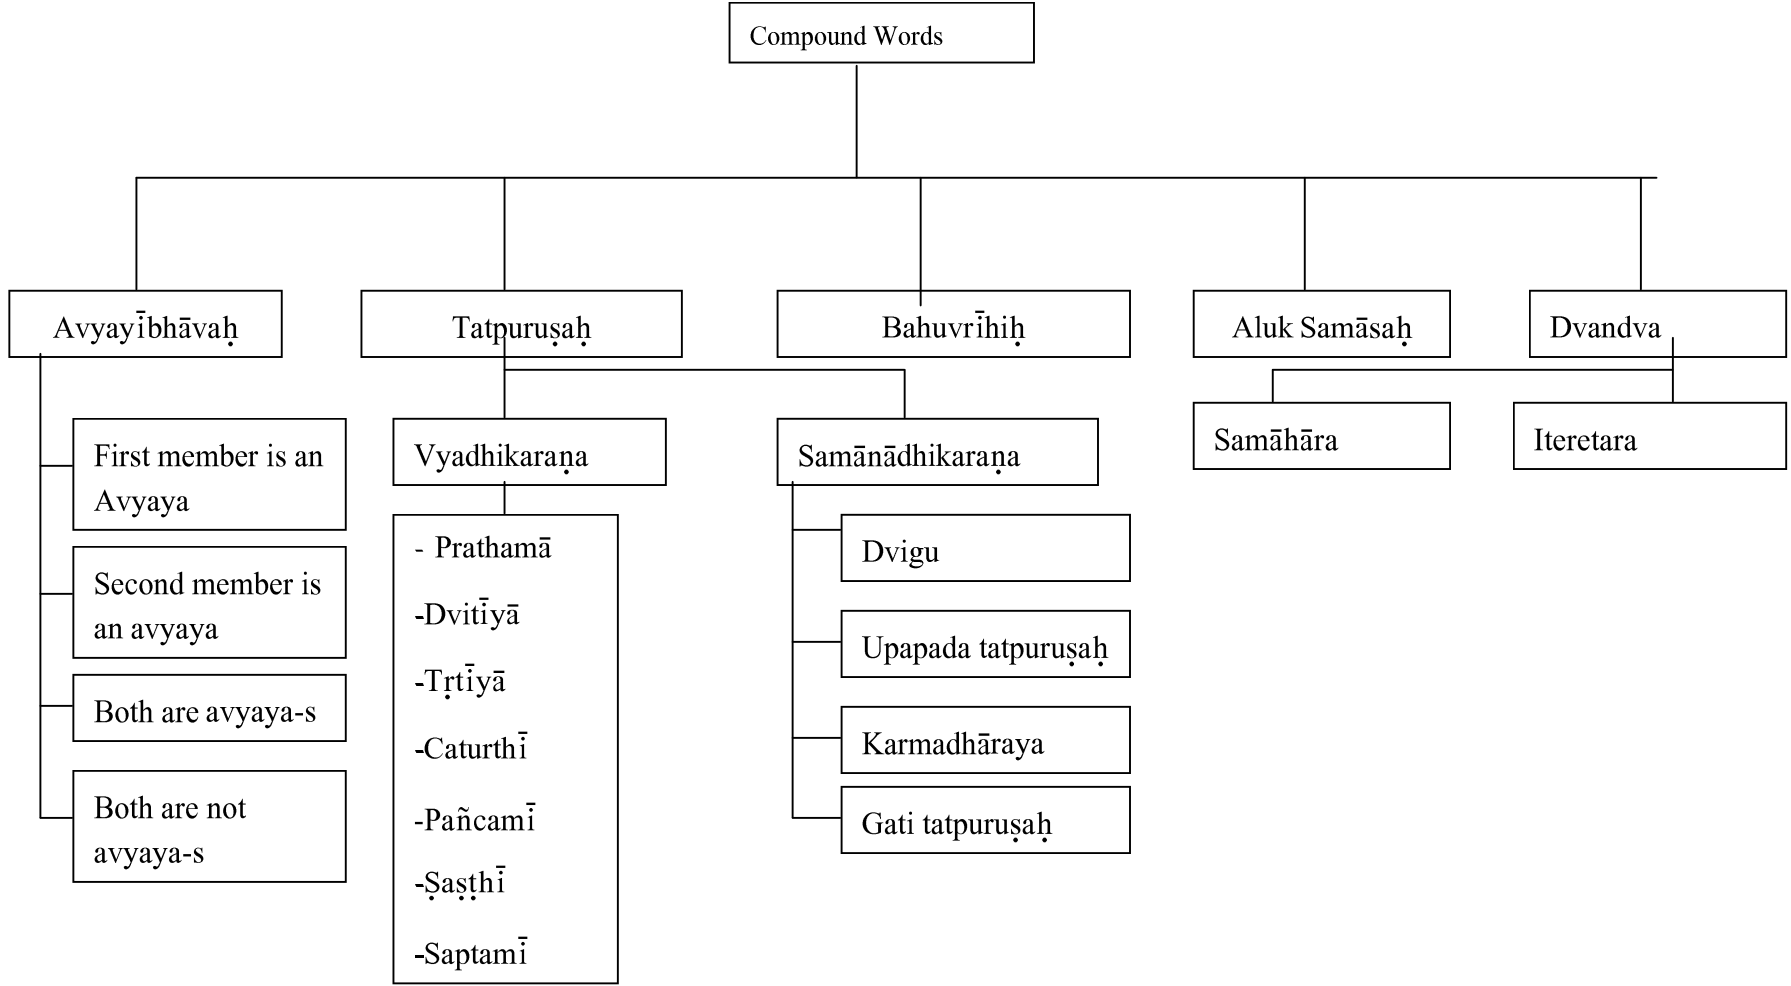 Compound Words
Avyayībhāvaḥ
Tatpuruṣaḥ
Bahuvrīhiḥ
Aluk Samāsaḥ
Dvandva
First member is an
Avyaya
Second member is
an avyaya
Both are avyaya-s
Both are not
avyaya-s
Vyadhikaraṇa
- Prathamā
-Dvitīyā
-Tṛtīyā
-Caturthī
-Pañcamī
-Ṣaṣṭhī
-Saptamī
Samānādhikaraṇa
Dvigu
Upapada tatpuruṣaḥ
Karmadhāraya
Gati tatpuruṣaḥ
Samāhāra
Iteretara